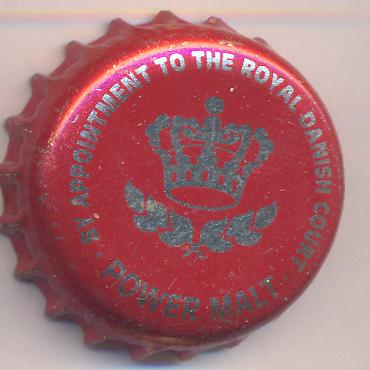 BY APPOINTMENT TO THE ROYAL DANISH COURT
· POWER MALT ·